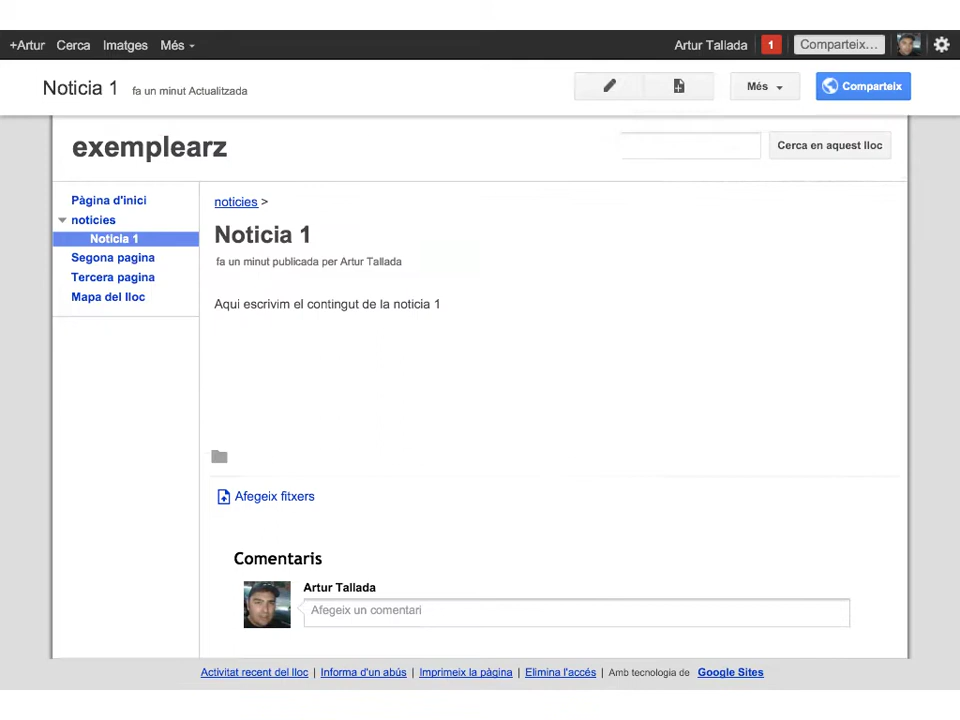 +Artur Cerca Imatges Més Artur Tallada 1 Comparteix...
Noticia 1 fa un minut Actualitzada Més Comparteix
exemplearz Cerca en aquest lloc
Pàgina d'inici
noticies
Noticia 1
Segona pagina
Tercera pagina
Mapa del lloc
noticies >
Noticia 1
fa un minut publicada per Artur Tallada
Aqui escrivim el contingut de la noticia 1
Afegeix fitxers
Comentaris
Artur Tallada
Afegeix un comentari
Activitat recent del lloc | Informa d'un abús | Imprimeix la pàgina | Elimina l'accés | Amb tecnologia de Google Sites